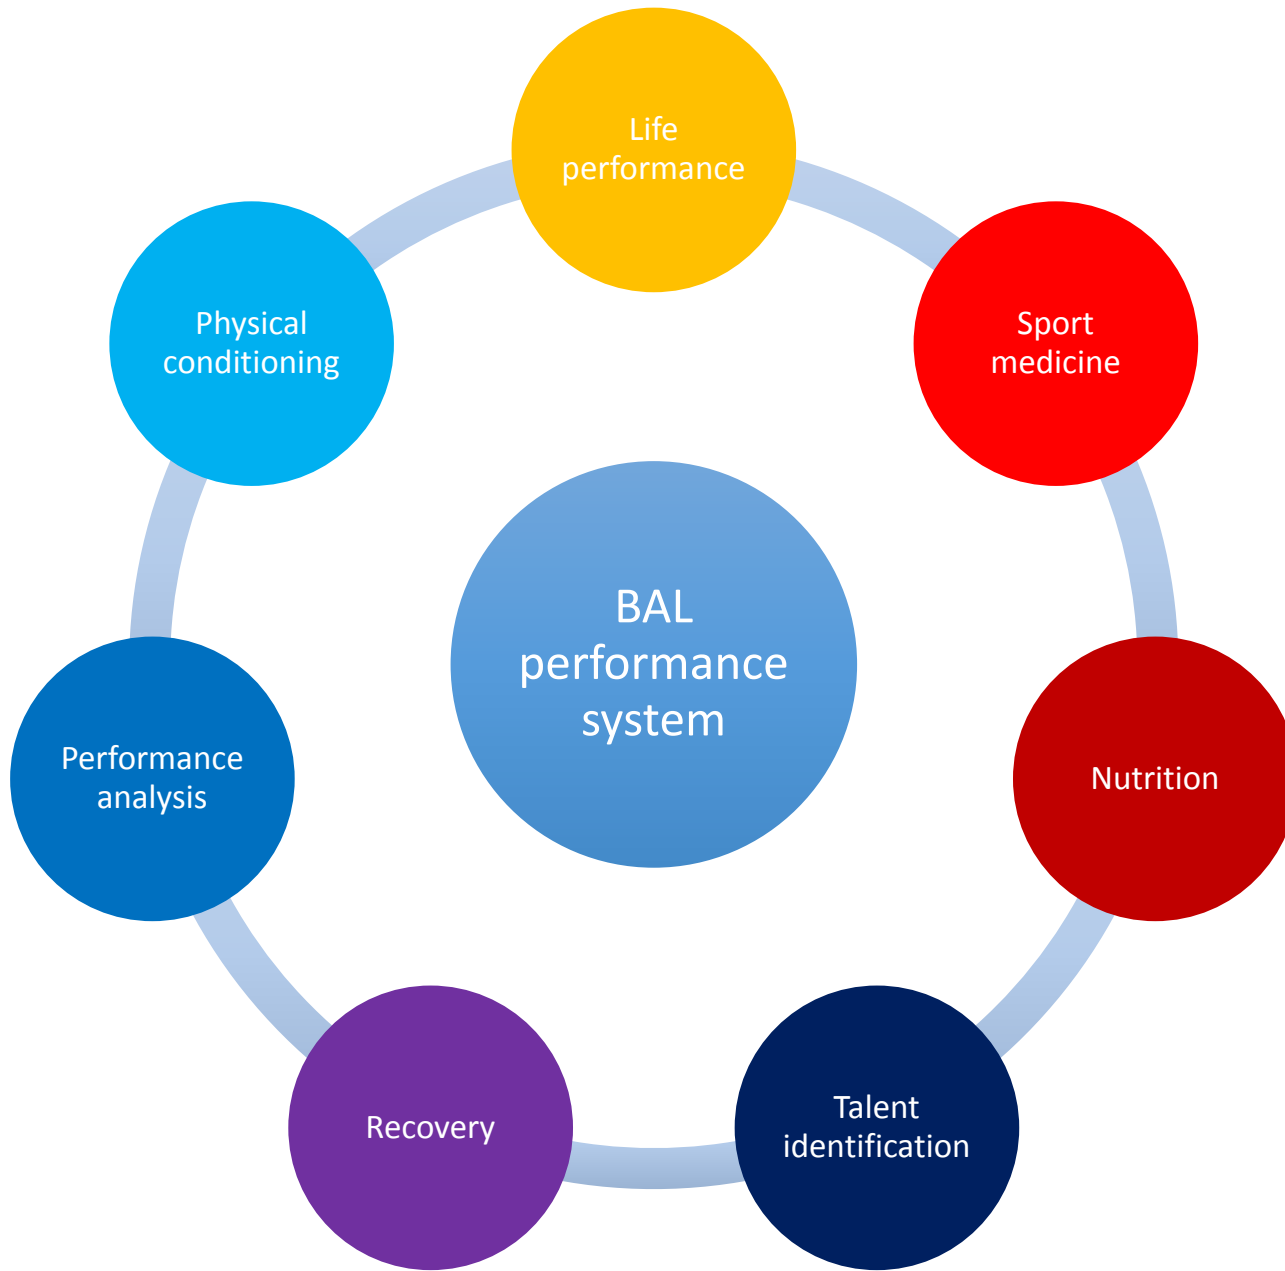 Life
performance
Physical
conditioning
Sport
medicine
BAL
performance
system
Performance
analysis
Nutrition
Recovery
Talent
identification